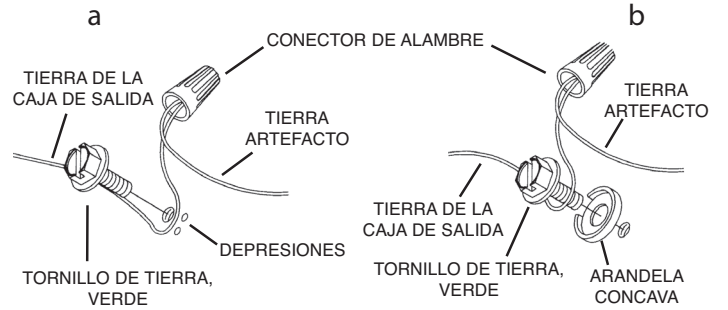 a
b
CONECTOR DE ALAMBRE
TIERRA DE LA
CAJA DE SALIDA
TIERRA
ARTEFACTO
DEPRESIONES
TORNILLO DE TIERRA,
VERDE
TIERRA
ARTEFACTO
TIERRA DE LA
CAJA DE SALIDA
TORNILLO DE TIERRA,
VERDE
ARANDELA
CONCAVA